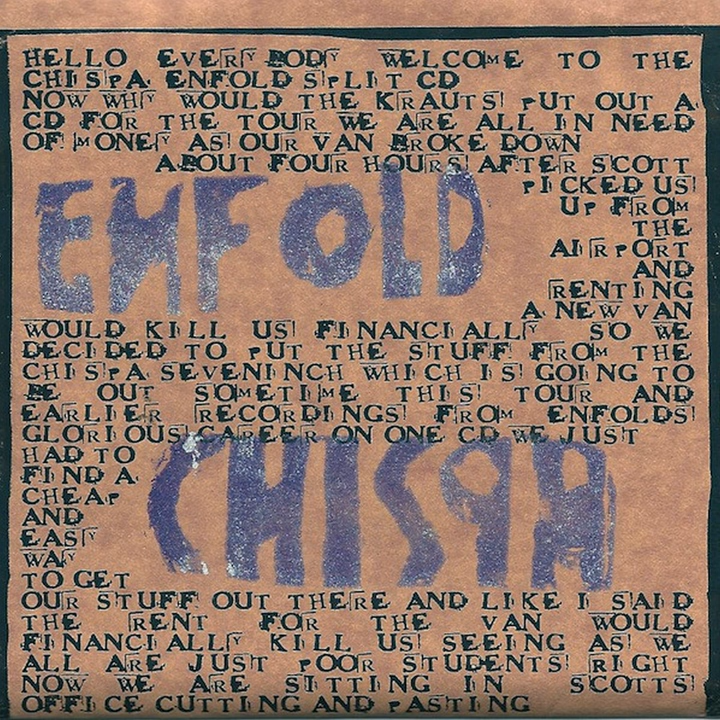 HELLO EVERYBODY WELCOME TO THE
CHISPA ENFOLD SPLIT CD
NOW WHY WOULD THE KRAUTS PUT OUT A
CD FOR THE TOUR WE ARE ALL IN NEED
OF MONEY AS OUR VAN BROKE DOWN
ABOUT FOUR HOURS AFTER SCOTT
PICKED US
UP FROM
THE
AIRPORT
AND
RENTING
A NEW VAN
ENFOLD
WOULD KILL US FINANCIALLY SO WE
DECIDED TO PUT THE STUFF FROM THE
CHISPA SEVENINCH WHICH IS GOING TO
BE OUT SOMETIME THIS TOUR AND
EARLIER RECORDINGS FROM ENFOLDS
GLORIOUS CAREER ON ONE CD WE JUST
HAD TO
FIND A
CHEAP
AND
EASY
WAY
TO GET
CHISPA
OUR STUFF OUT THERE AND LIKE I SAID
THE RENT FOR THE VAN WOULD
FINANCIALLY KILL US SEEING AS WE
ALL ARE JUST POOR STUDENTS RIGHT
NOW WE ARE SITTING IN SCOTTS
OFFICE CUTTING AND PASTING